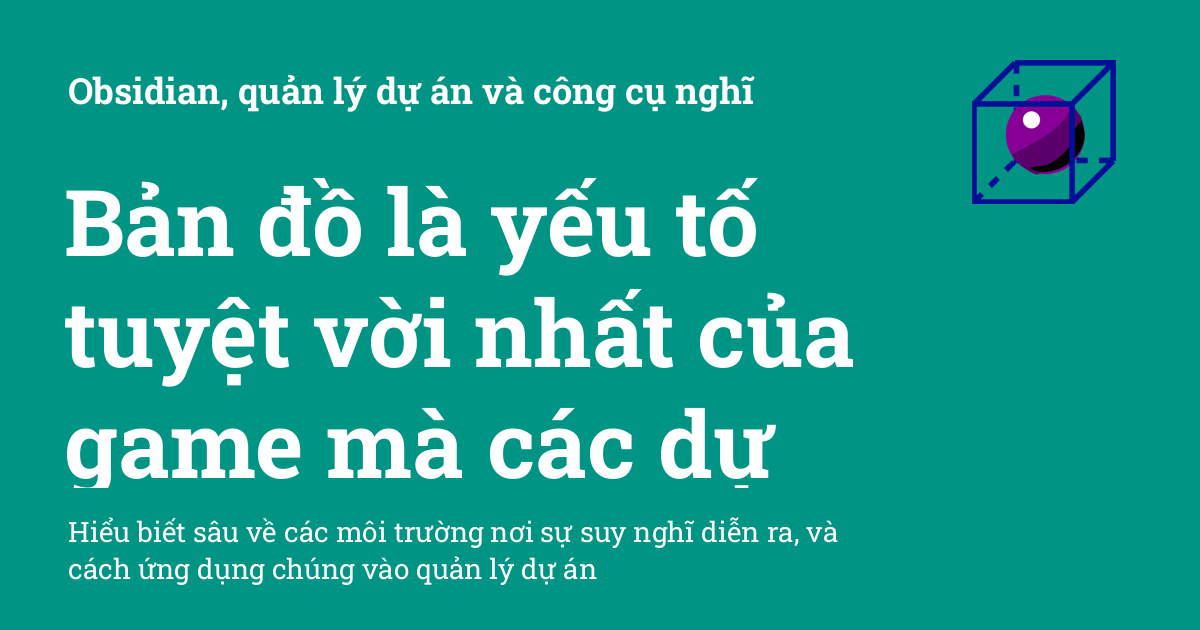 Obsidian, quản lý dự án và công cụ nghĩ
Bản đồ là yếu tố
tuyệt vời nhất của
game mà các dự
Hiểu biết sâu về các môi trường nơi sự suy nghĩ diễn ra, và
cách ứng dụng chúng vào quản lý dự án